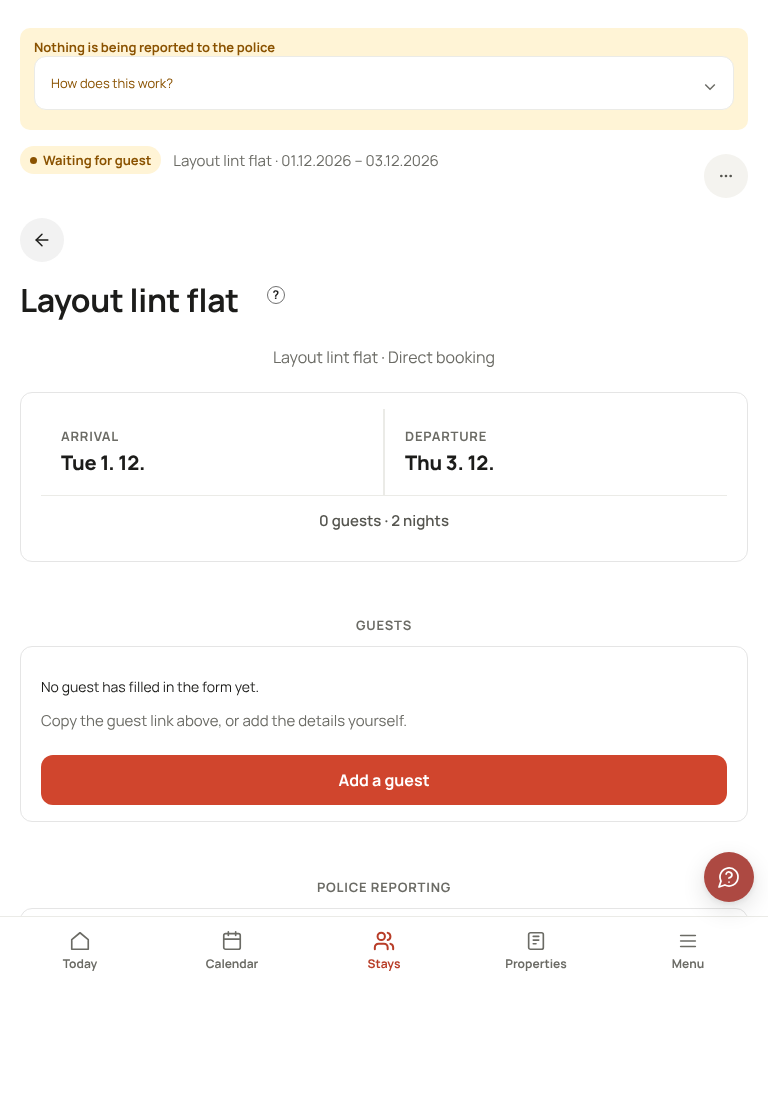 Nothing is being reported to the police
How does this work?
Waiting for guest
Layout lint flat · 01.12.2026 – 03.12.2026
Layout lint flat
?
Layout lint flat · Direct booking
ARRIVAL
Tue 1. 12.
DEPARTURE
Thu 3. 12.
0 guests · 2 nights
GUESTS
No guest has filled in the form yet.
Copy the guest link above, or add the details yourself.
Add a guest
POLICE REPORTING
Today
Calendar
Stays
Properties
Menu